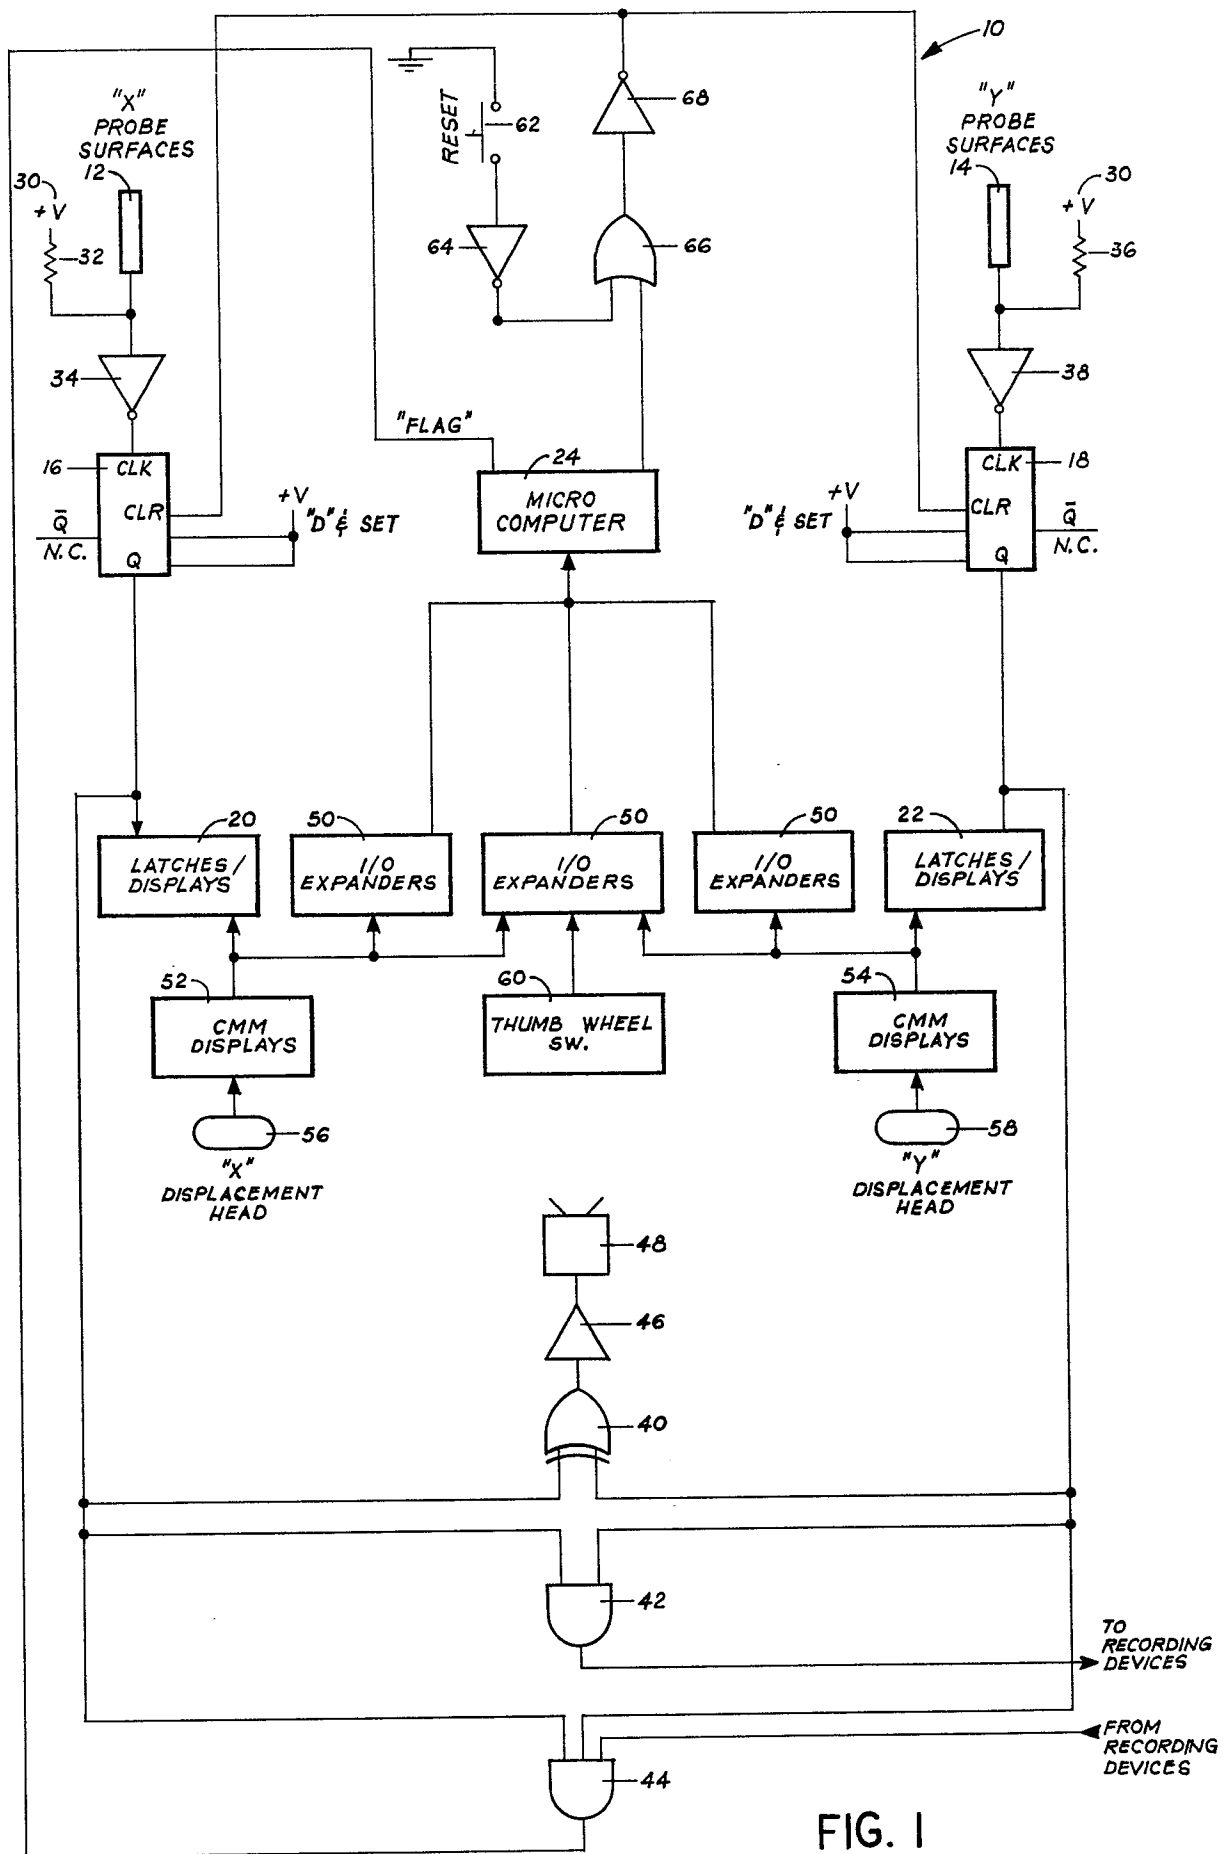 10
"X"
PROBE
SURFACES
12
30
+V
32
34
16
CLK
CLR
Q̅
N.C.
Q
+V
"D" & SET
RESET
62
64
66
68
"FLAG"
24
MICRO
COMPUTER
"Y"
PROBE
SURFACES
14
30
+V
36
38
CLK
18
CLR
Q̅
N.C.
Q
+V
"D" & SET
20
LATCHES/
DISPLAYS
50
I/O
EXPANDERS
50
I/O
EXPANDERS
50
I/O
EXPANDERS
22
LATCHES/
DISPLAYS
52
CMM
DISPLAYS
60
THUMB WHEEL
SW.
54
CMM
DISPLAYS
56
"X"
DISPLACEMENT
HEAD
58
"Y"
DISPLACEMENT
HEAD
48
46
40
42
TO
RECORDING
DEVICES
FROM
RECORDING
DEVICES
44
FIG. 1